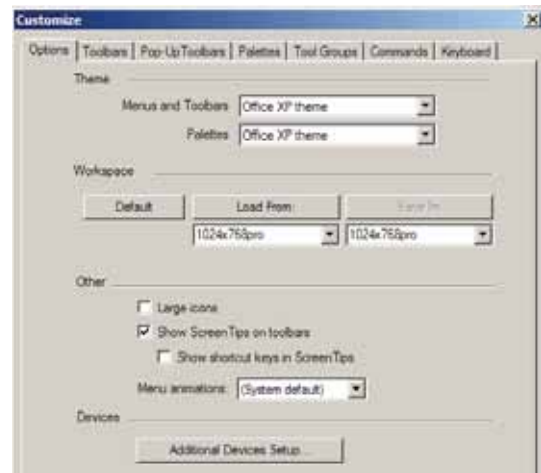 Customize
Options Toolbars Pop-Up Toolbars Palettes Tool Groups Commands Keyboard
Theme
Menus and Toolbars Office XP theme
Palettes Office XP theme
Workspace
Default Load From:
1024x768pro 1024x768pro
Other
Large icons
Show ScreenTips on toolbars
Show shortcut keys in ScreenTips
Menu animations: (System default)
Devices
Additional Devices Setup...